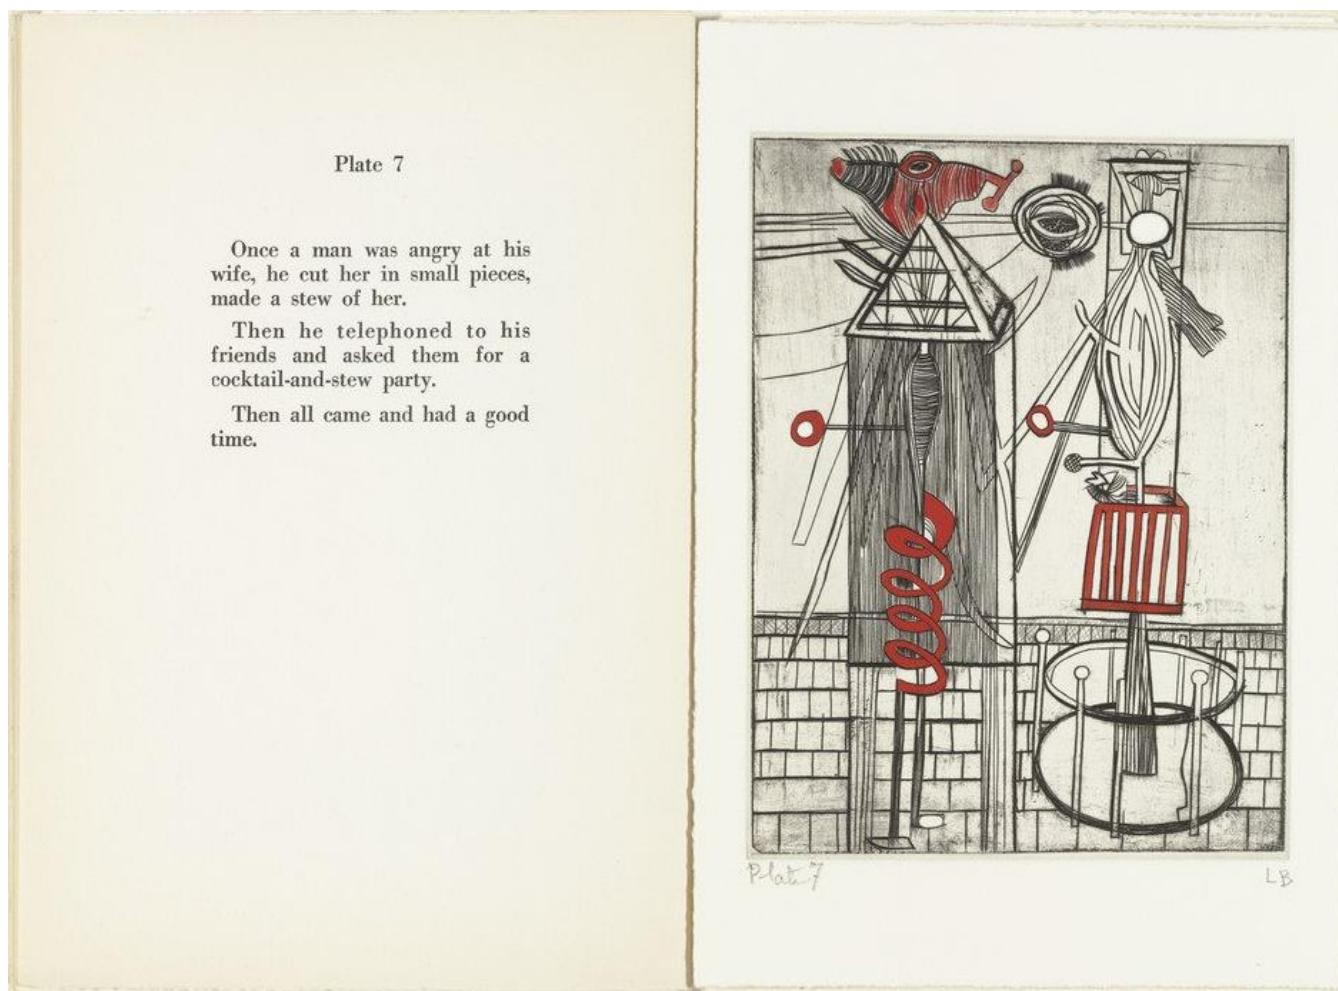 Plate 7
Once a man was angry at his
wife, he cut her in small pieces,
made a stew of her.
Then he telephoned to his
friends and asked them for a
cocktail-and-stew party.
Then all came and had a good
time.
Plate 7
LB